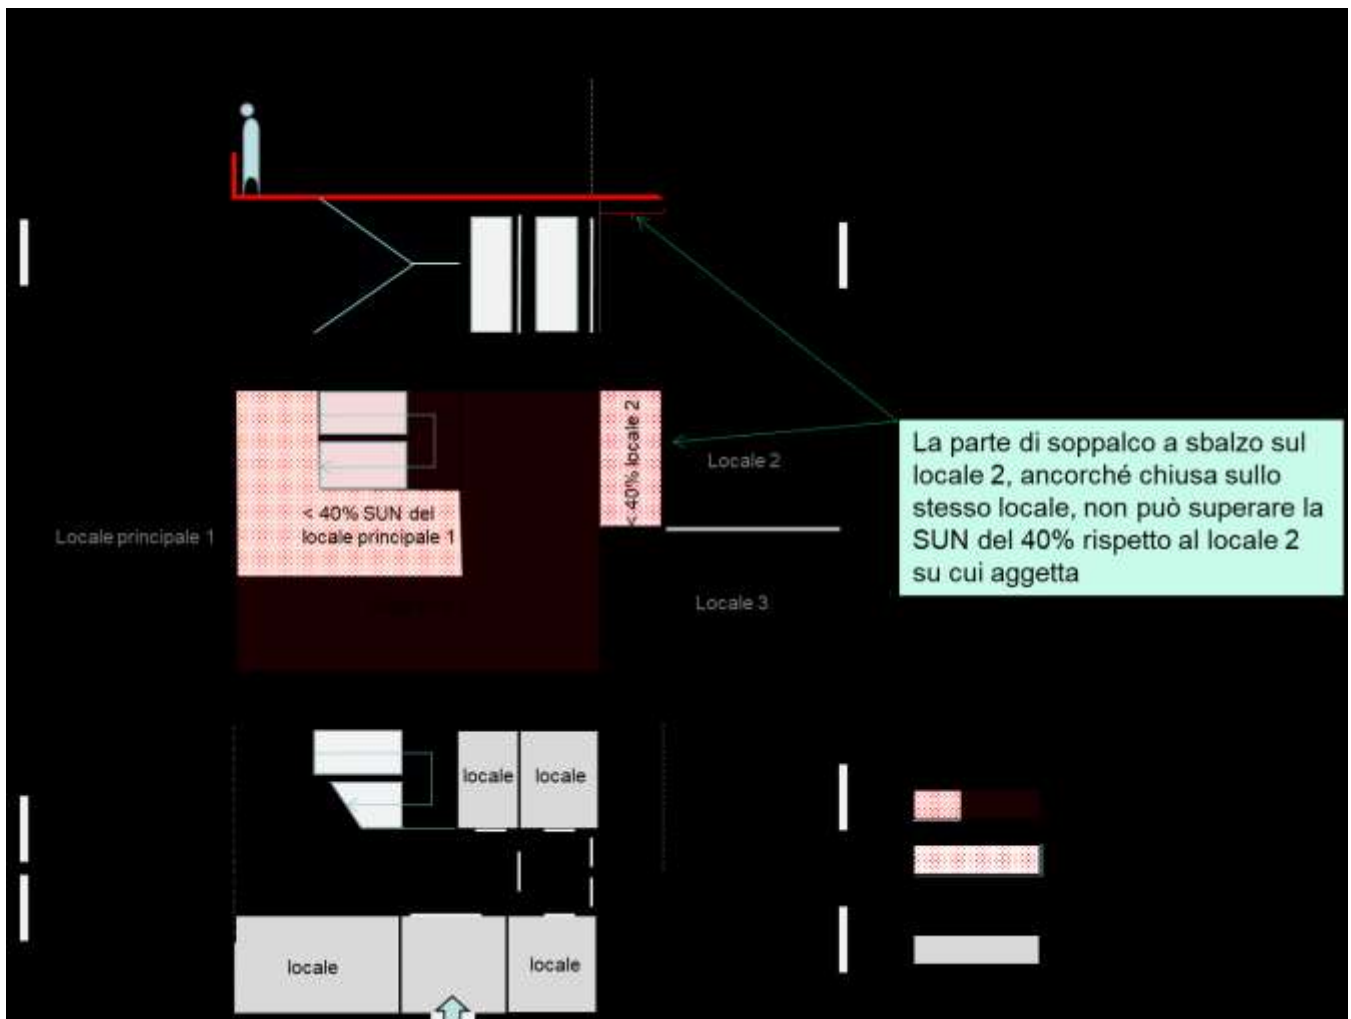 < 40% locale 2
Locale 2
La parte di soppalco a sbalzo sul
locale 2, ancorché chiusa sullo
stesso locale, non può superare la
SUN del 40% rispetto al locale 2
su cui aggetta
< 40% SUN del
locale principale 1
Locale principale 1
Locale 3
locale
locale
locale
locale